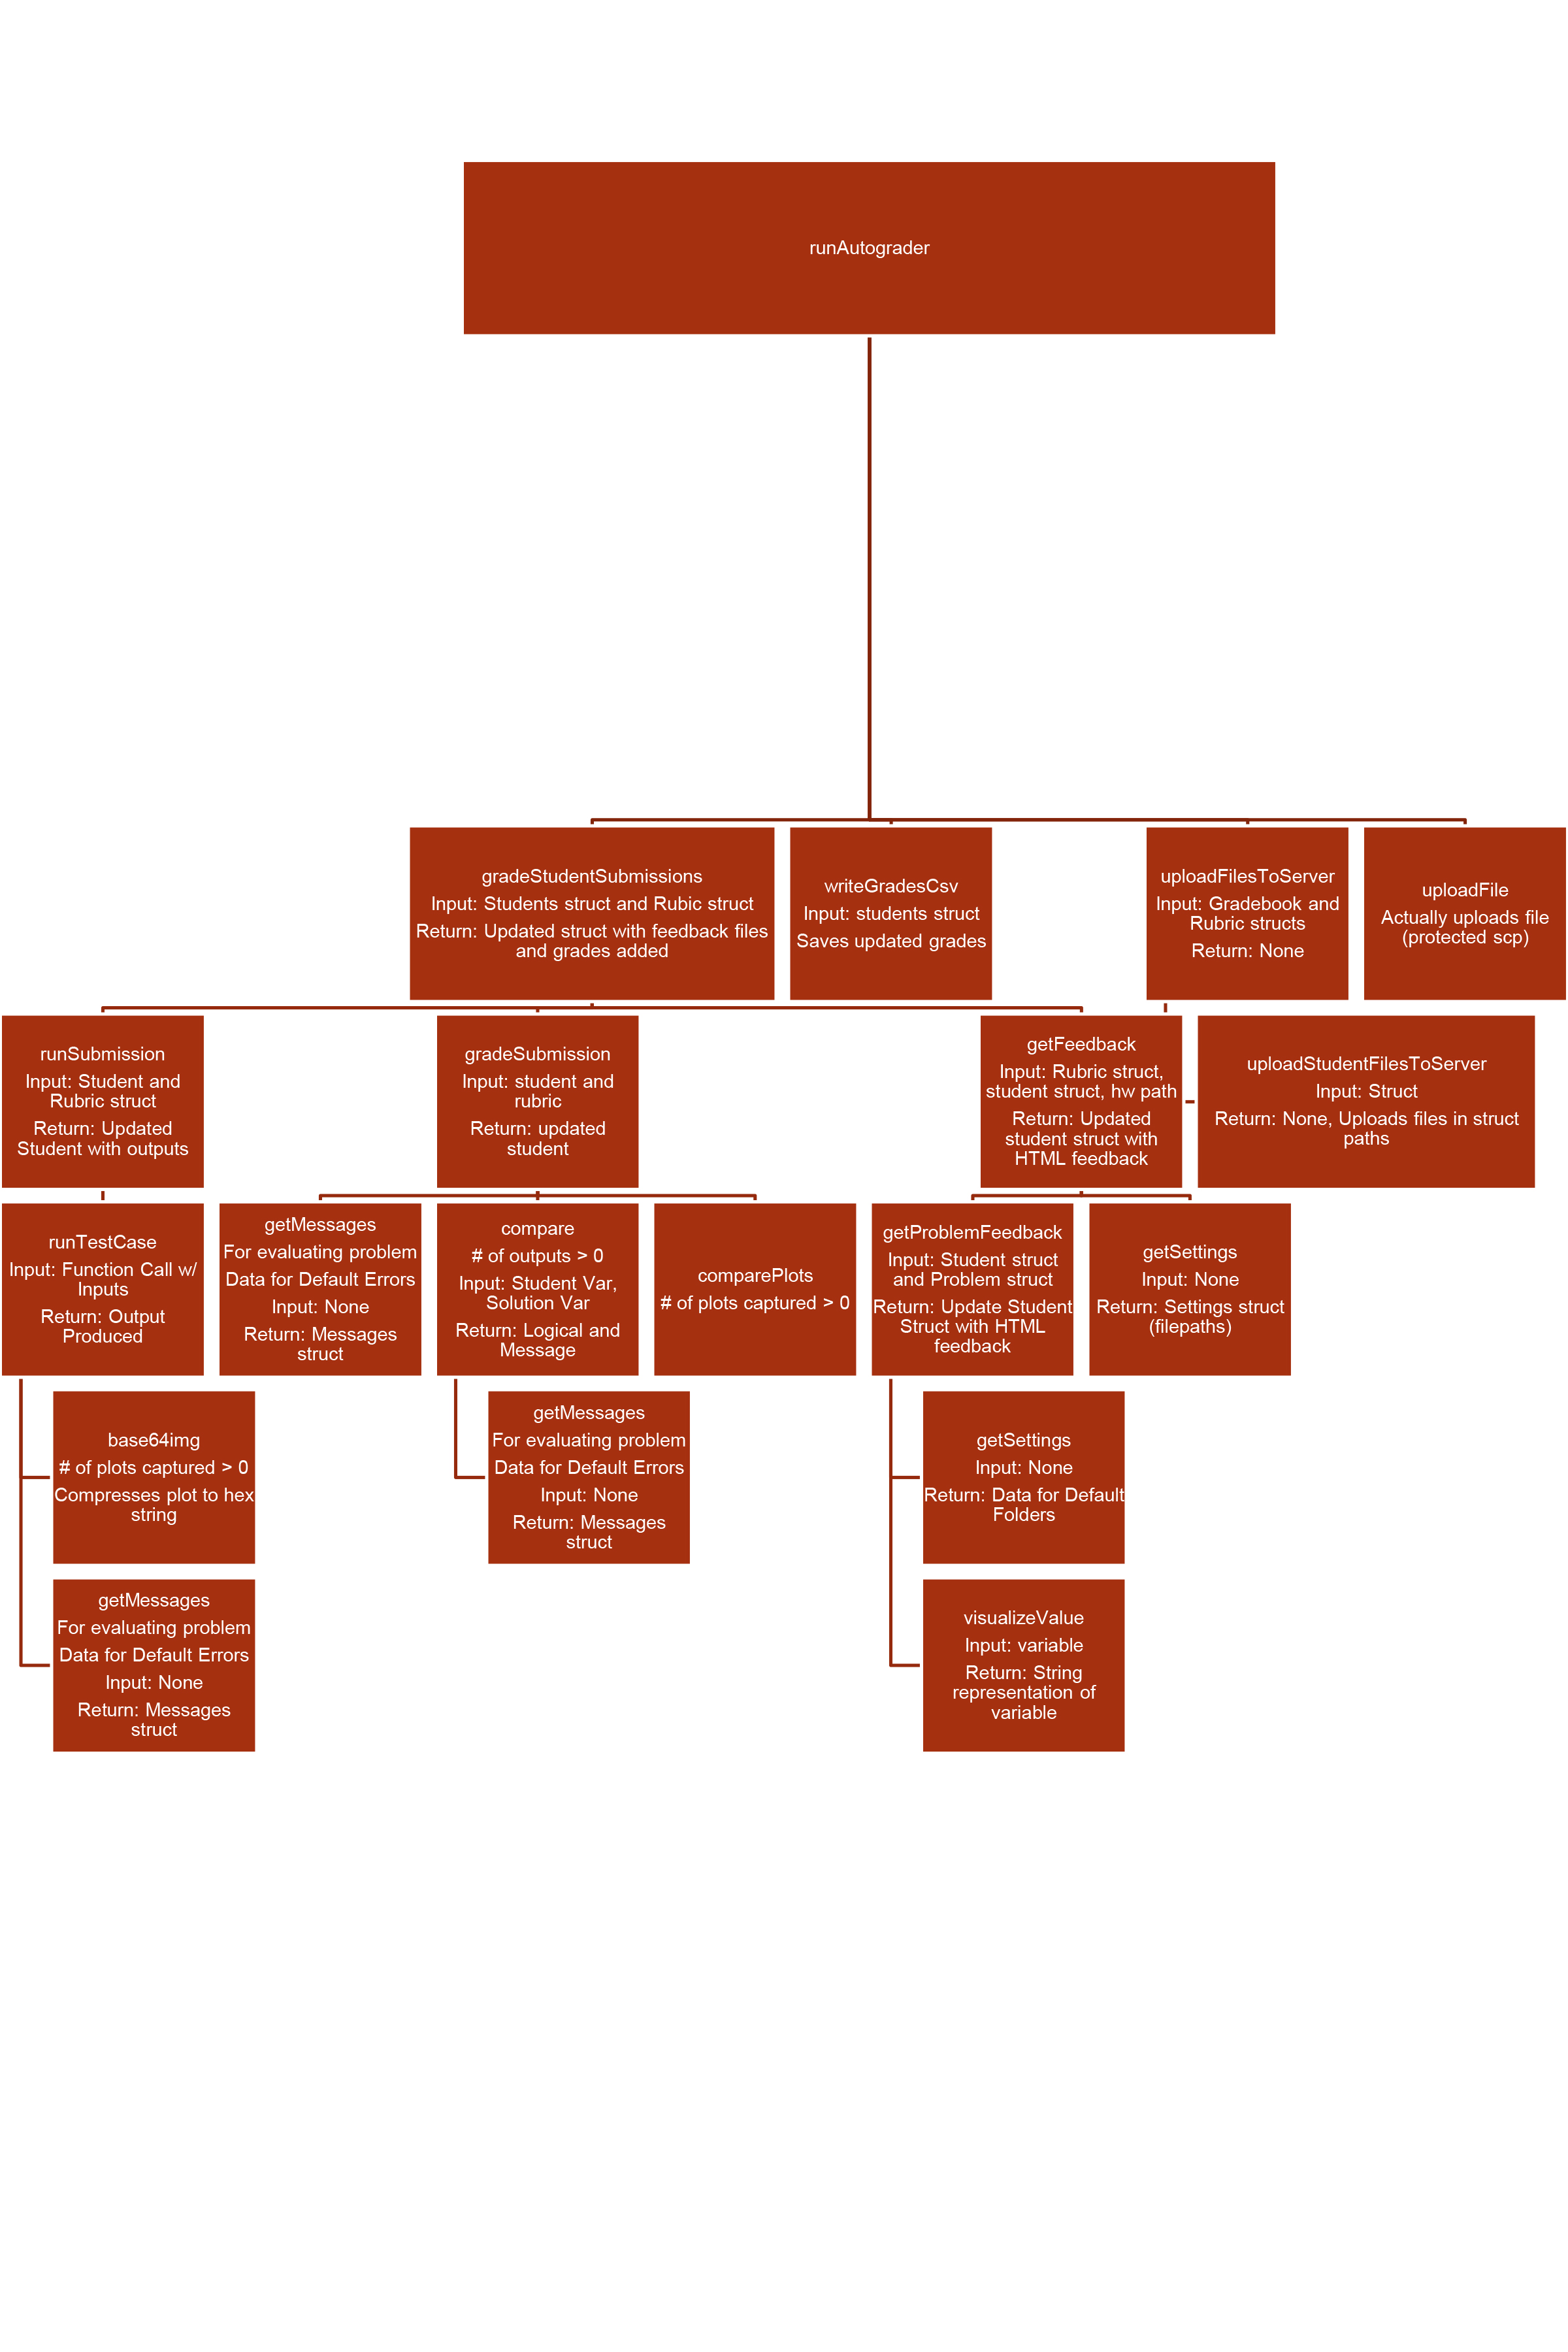 runAutograder
gradeStudentSubmissions
Input: Students struct and Rubic struct
Return: Updated struct with feedback files
and grades added
writeGradesCsv
Input: students struct
Saves updated grades
uploadFilesToServer
Input: Gradebook and
Rubric structs
Return: None
uploadFile
Actually uploads file
(protected scp)
runSubmission
Input: Student and
Rubric struct
Return: Updated
Student with outputs
gradeSubmission
Input: student and
rubric
Return: updated
student
getFeedback
Input: Rubric struct,
student struct, hw path
Return: Updated
student struct with
HTML feedback
uploadStudentFilesToServer
Input: Struct
Return: None, Uploads files in struct
paths
runTestCase
Input: Function Call w/
Inputs
Return: Output
Produced
getMessages
For evaluating problem
Data for Default Errors
Input: None
Return: Messages
struct
compare
# of outputs > 0
Input: Student Var,
Solution Var
Return: Logical and
Message
comparePlots
# of plots captured > 0
getProblemFeedback
Input: Student struct
and Problem struct
Return: Update Student
Struct with HTML
feedback
getSettings
Input: None
Return: Settings struct
(filepaths)
base64img
# of plots captured > 0
Compresses plot to hex
string
getMessages
For evaluating problem
Data for Default Errors
Input: None
Return: Messages
struct
getSettings
Input: None
Return: Data for Default
Folders
getMessages
For evaluating problem
Data for Default Errors
Input: None
Return: Messages
struct
visualizeValue
Input: variable
Return: String
representation of
variable